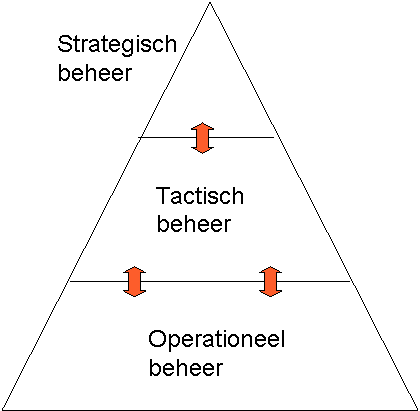 Strategisch
beheer
Tactisch
beheer
Operationeel
beheer